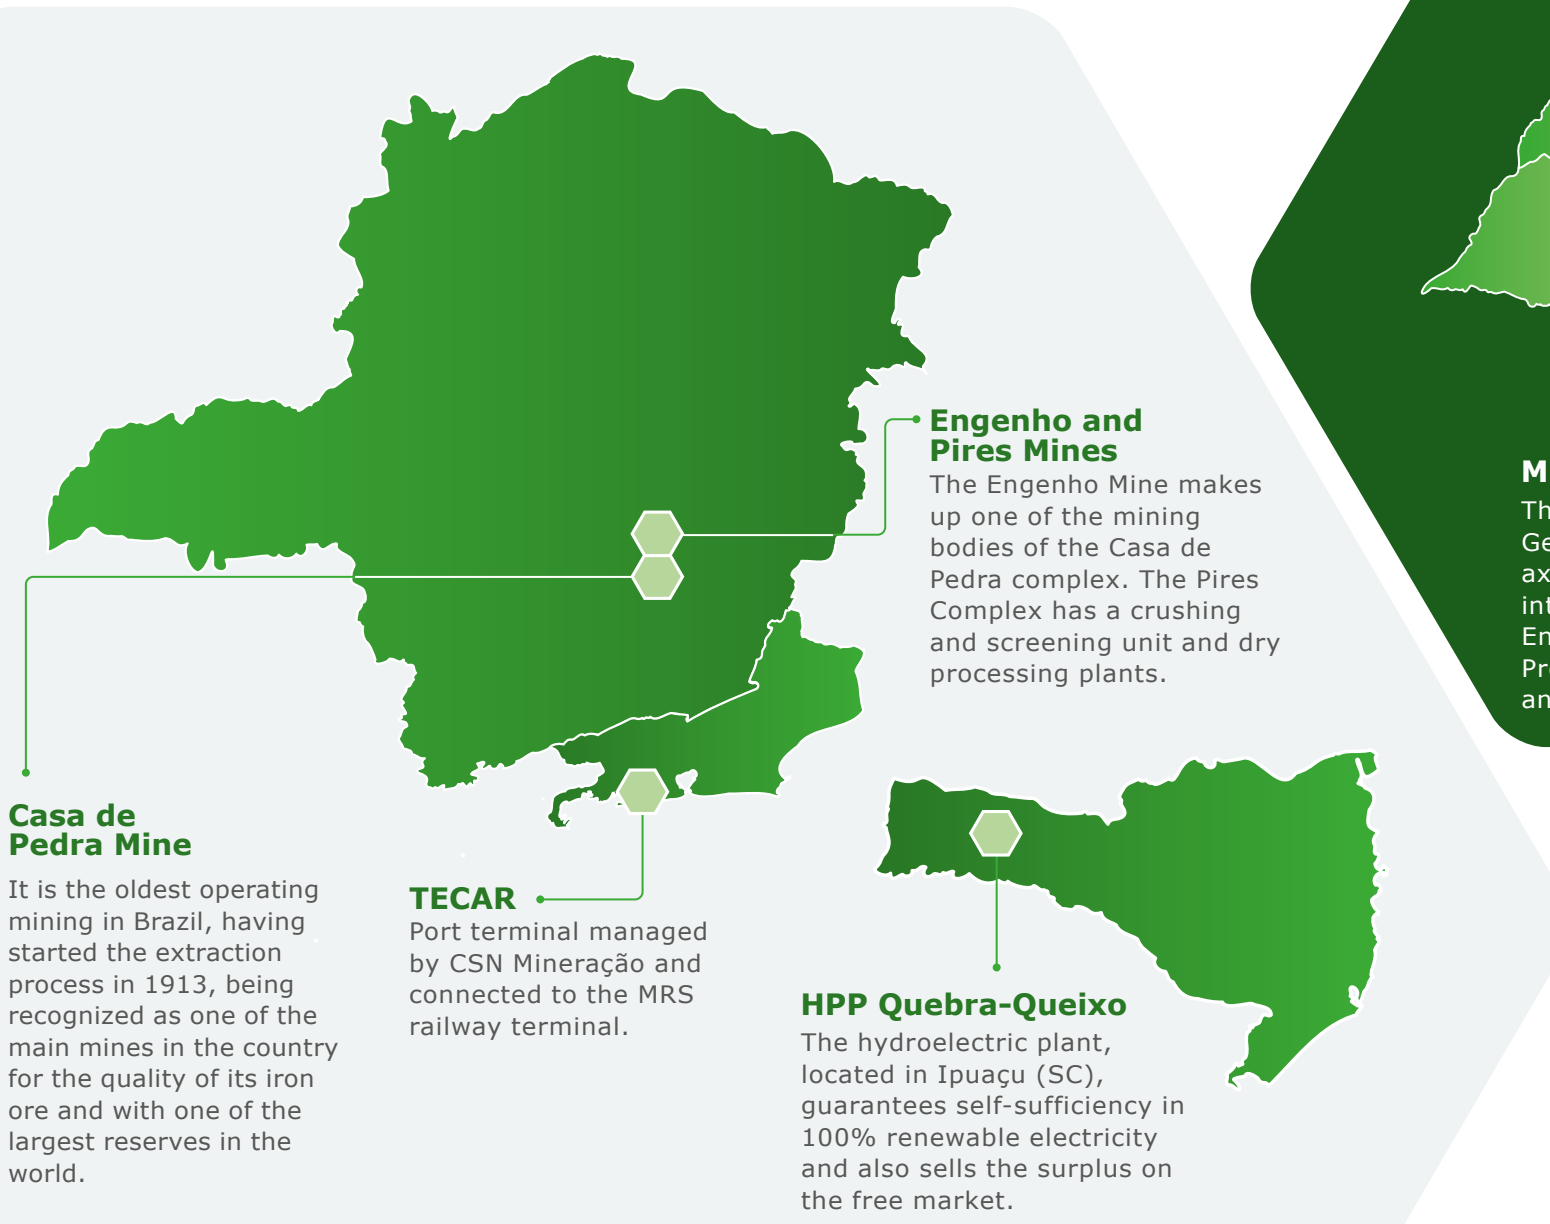 Engenho and
Pires Mines
The Engenho Mine makes
up one of the mining
bodies of the Casa de
Pedra complex. The Pires
Complex has a crushing
and screening unit and dry
processing plants.
Casa de
Pedra Mine
It is the oldest operating
mining in Brazil, having
started the extraction
process in 1913, being
recognized as one of the
main mines in the country
for the quality of its iron
ore and with one of the
largest reserves in the
world.
TECAR
Port terminal managed
by CSN Mineração and
connected to the MRS
railway terminal.
HPP Quebra-Queixo
The hydroelectric plant,
located in Ipuaçu (SC),
guarantees self-sufficiency in
100% renewable electricity
and also sells the surplus on
the free market.